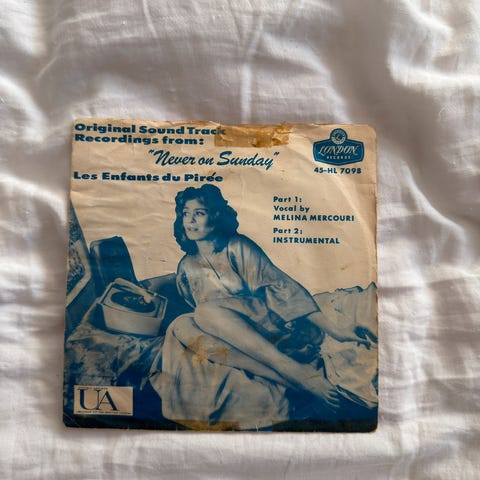 Original Sound Track
Recordings from:
"Never on Sunday"
Les Enfants du Pirée
LONDON
RECORDS
45-HL 7098
Part 1:
Vocal by
MELINA MERCOURI
Part 2:
INSTRUMENTAL
UA